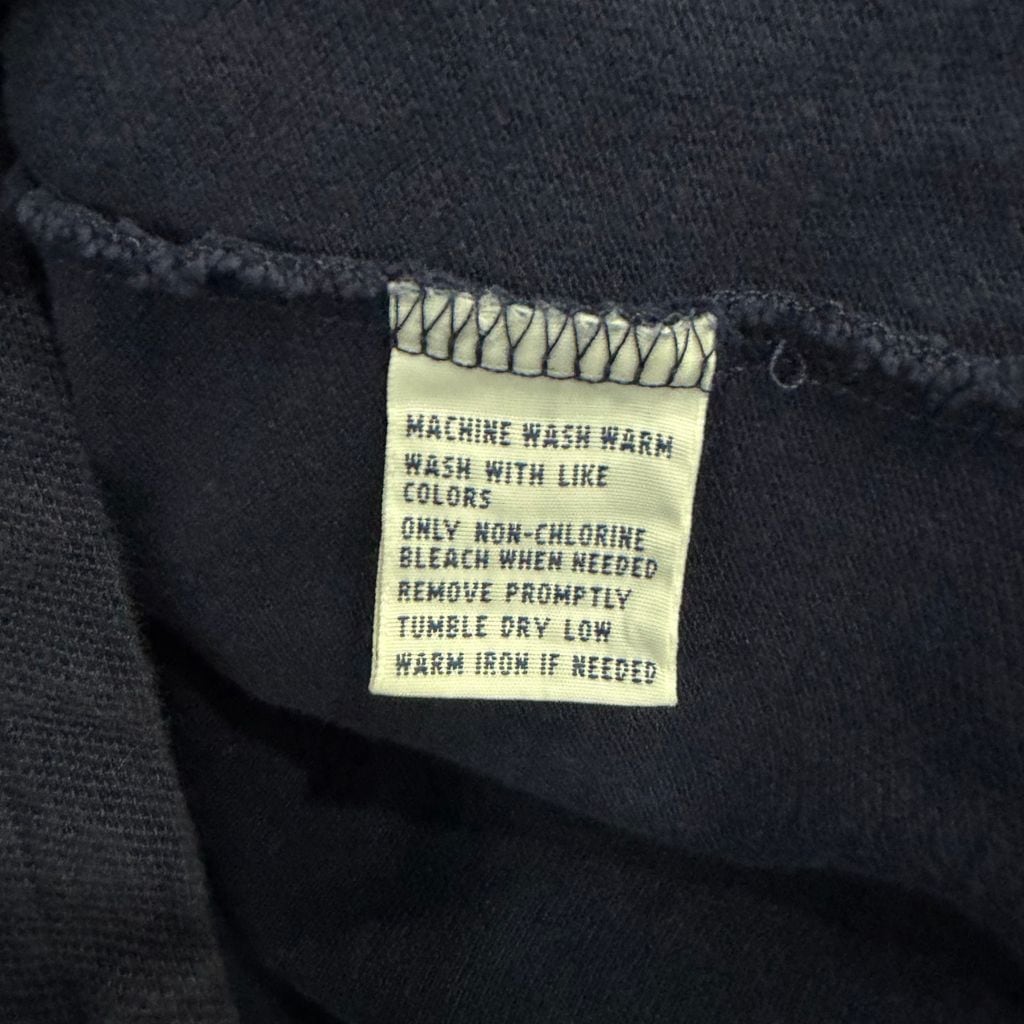 MACHINE WASH WARM
WASH WITH LIKE
COLORS
ONLY NON-CHLORINE
BLEACH WHEN NEEDED
REMOVE PROMPTLY
TUMBLE DRY LOW
WARM IRON IF NEEDED